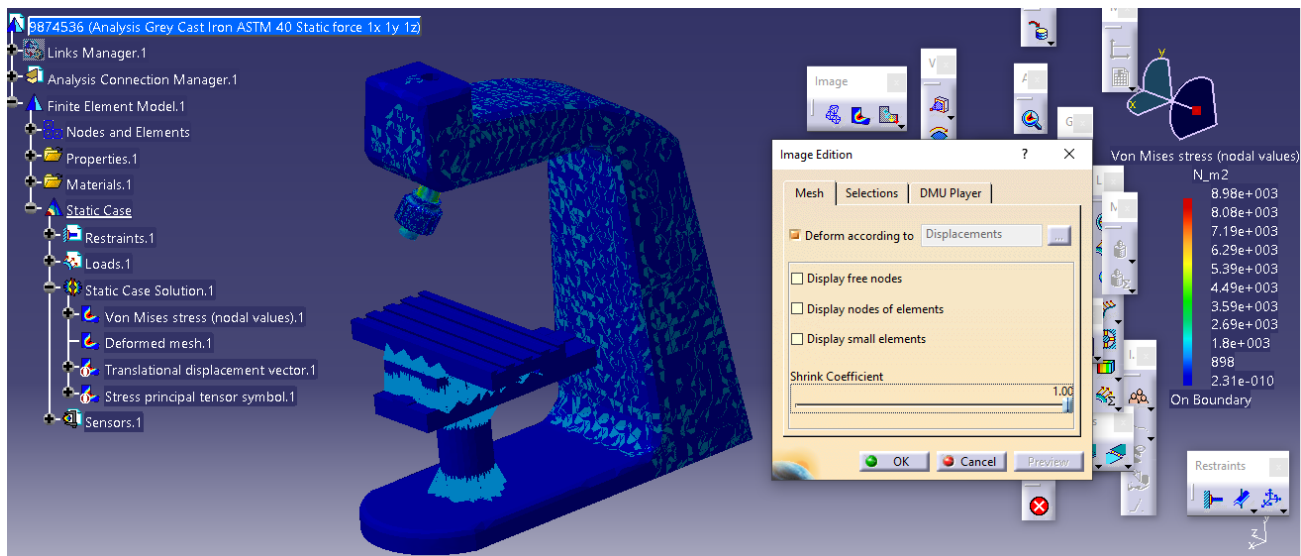 9874536 (Analysis Grey Cast Iron ASTM 40 Static force 1x 1y 1z)
Links Manager.1
Analysis Connection Manager.1
Finite Element Model.1
Nodes and Elements
Properties.1
Materials.1
Static Case
Restraints.1
Loads.1
Static Case Solution.1
Von Mises stress (nodal values).1
Deformed mesh.1
Translational displacement vector.1
Stress principal tensor symbol.1
Sensors.1
Image
V
A
G
Image Edition
?
Mesh
Selections
DMU Player
Deform according to
Displacements
...
Display free nodes
Display nodes of elements
Display small elements
Shrink Coefficient
1.00
OK
Cancel
Preview
L
I.
y
x
Von Mises stress (nodal values)
N_m2
8.98e+003
8.08e+003
7.19e+003
6.29e+003
5.39e+003
4.49e+003
3.59e+003
2.69e+003
1.8e+003
898
2.31e-010
On Boundary
Restraints
z
x